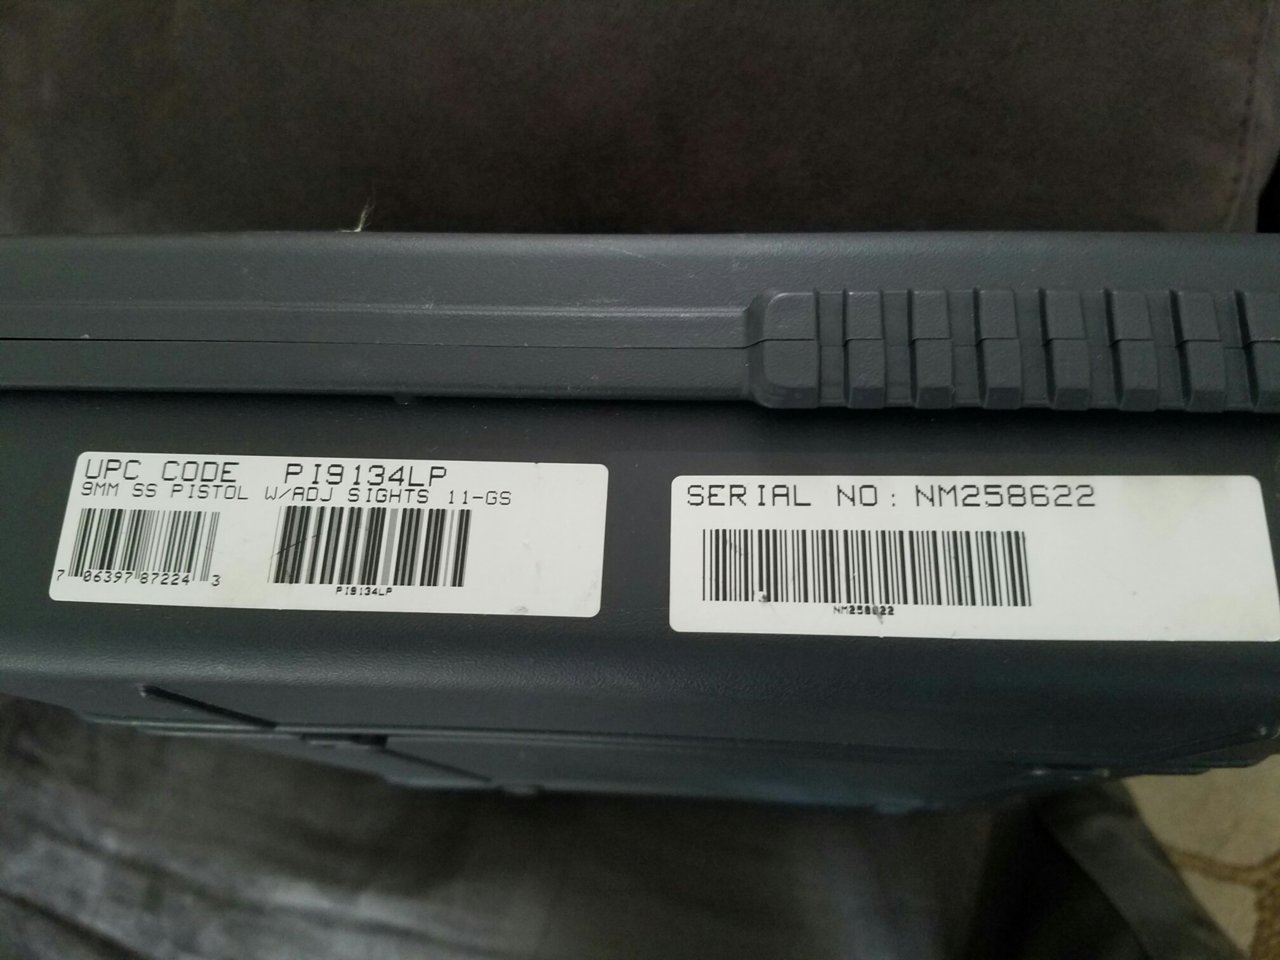 UPC CODE PI9134LP
9MM SS PISTOL W/ADJ SIGHTS 11-GS
7 06397 87224 3
PI9134LP
SERIAL NO: NM258622
NM258622